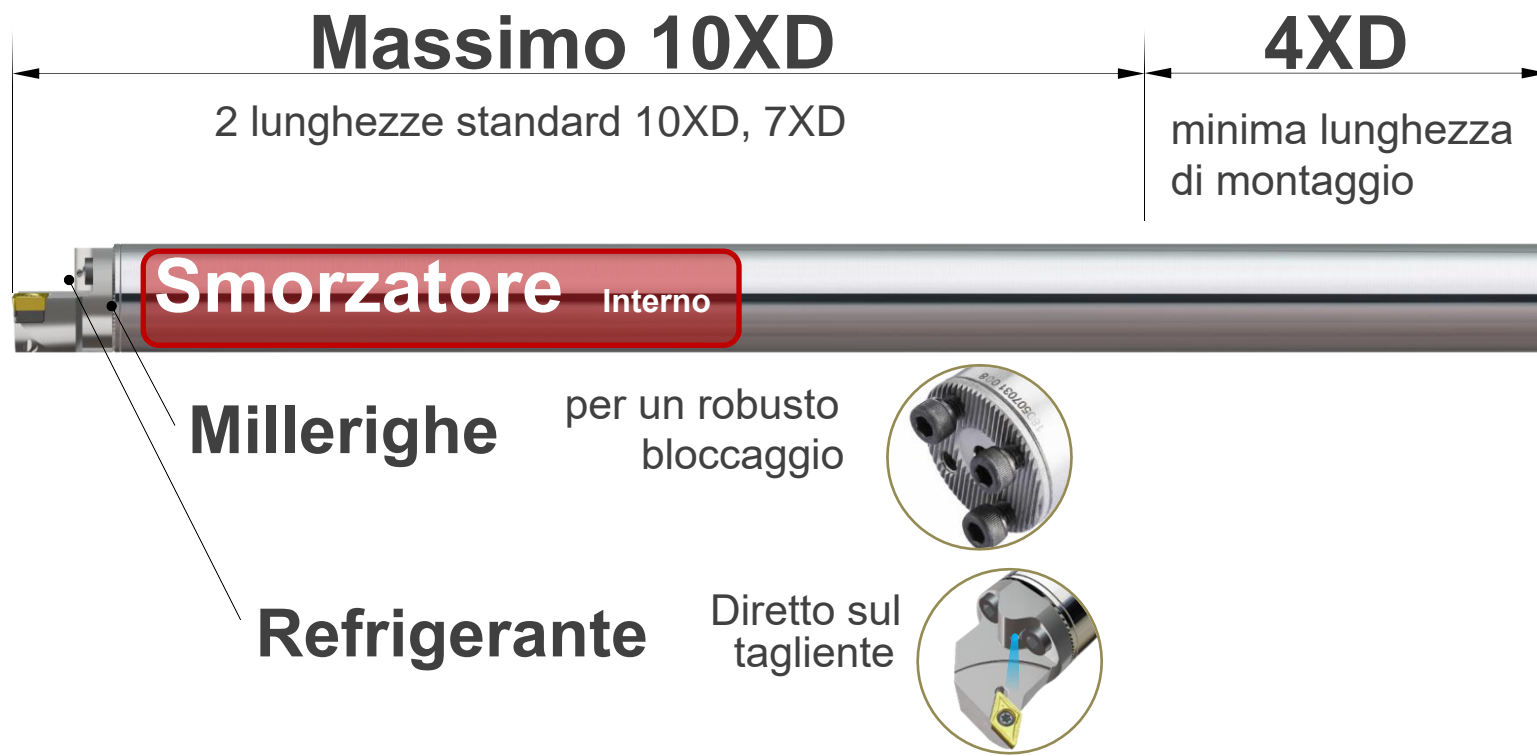 Massimo 10XD
4XD
2 lunghezze standard 10XD, 7XD
minima lunghezza
di montaggio
Smorzatore Interno
Millerighe
per un robusto
bloccaggio
Refrigerante
Diretto sul
tagliente